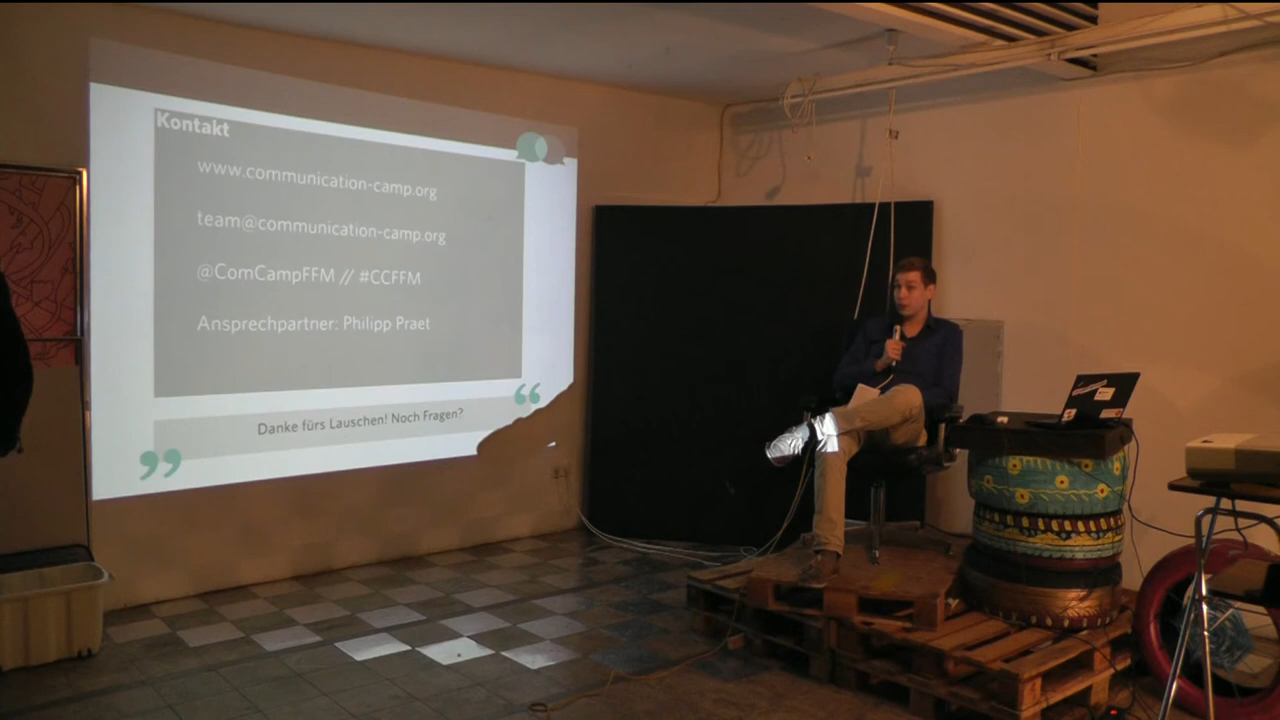 Kontakt
www.communication-camp.org
team@communication-camp.org
@ComCampFFM // #CCFFM
Ansprechpartner: Philipp Praet
Danke fürs Lauschen! Noch Fragen?